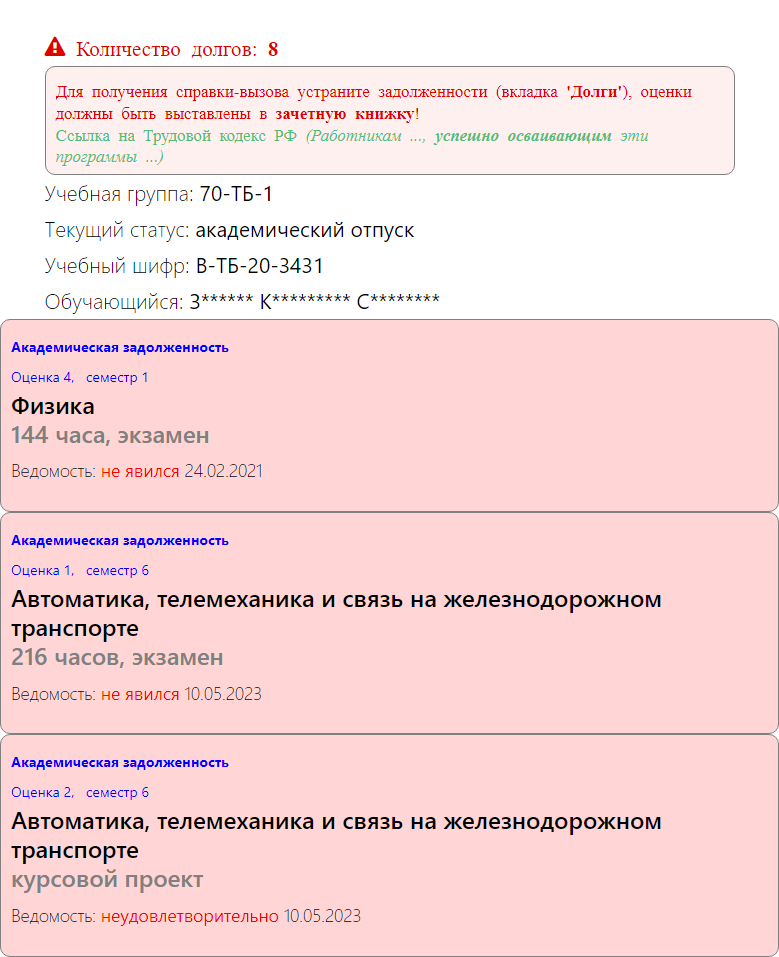 Количество долгов: 8
Для получения справки-вызова устраните задолженности (вкладка 'Долги'), оценки
должны быть выставлены в зачетную книжку!
Ссылка на Трудовой кодекс РФ (Работникам ..., успешно осваивающим эти
программы ...)
Учебная группа: 70-ТБ-1
Текущий статус: академический отпуск
Учебный шифр: В-ТБ-20-3431
Обучающийся: З****** К********* С********
Академическая задолженность
Оценка 4, семестр 1
Физика
144 часа, экзамен
Ведомость: не явился 24.02.2021
Академическая задолженность
Оценка 1, семестр 6
Автоматика, телемеханика и связь на железнодорожном
транспорте
216 часов, экзамен
Ведомость: не явился 10.05.2023
Академическая задолженность
Оценка 2, семестр 6
Автоматика, телемеханика и связь на железнодорожном
транспорте
курсовой проект
Ведомость: неудовлетворительно 10.05.2023